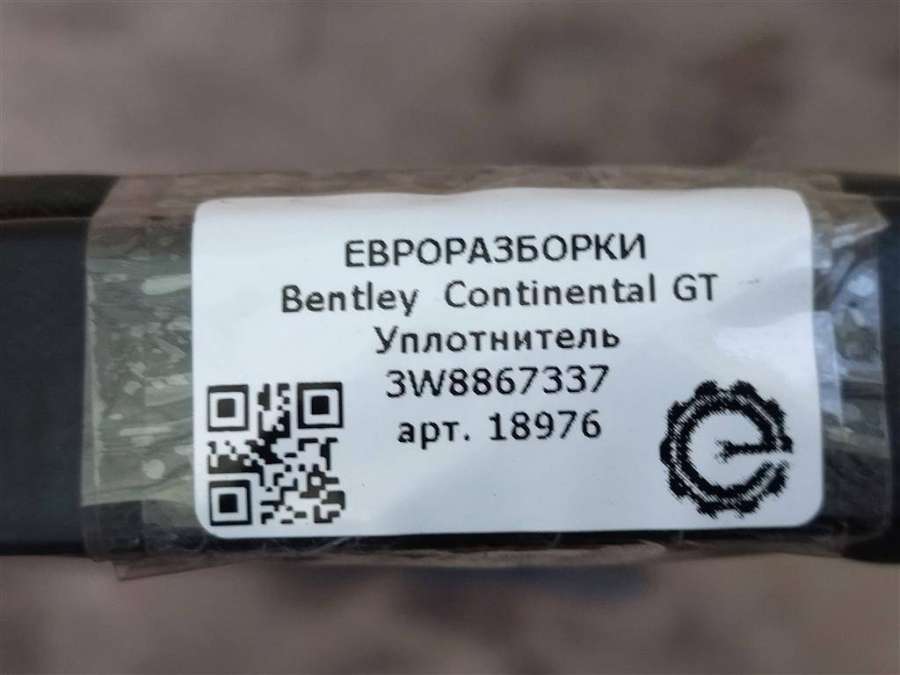 ЕВРОРАЗБОРКИ
Bentley Continental GT
Уплотнитель
3W8867337
арт. 18976